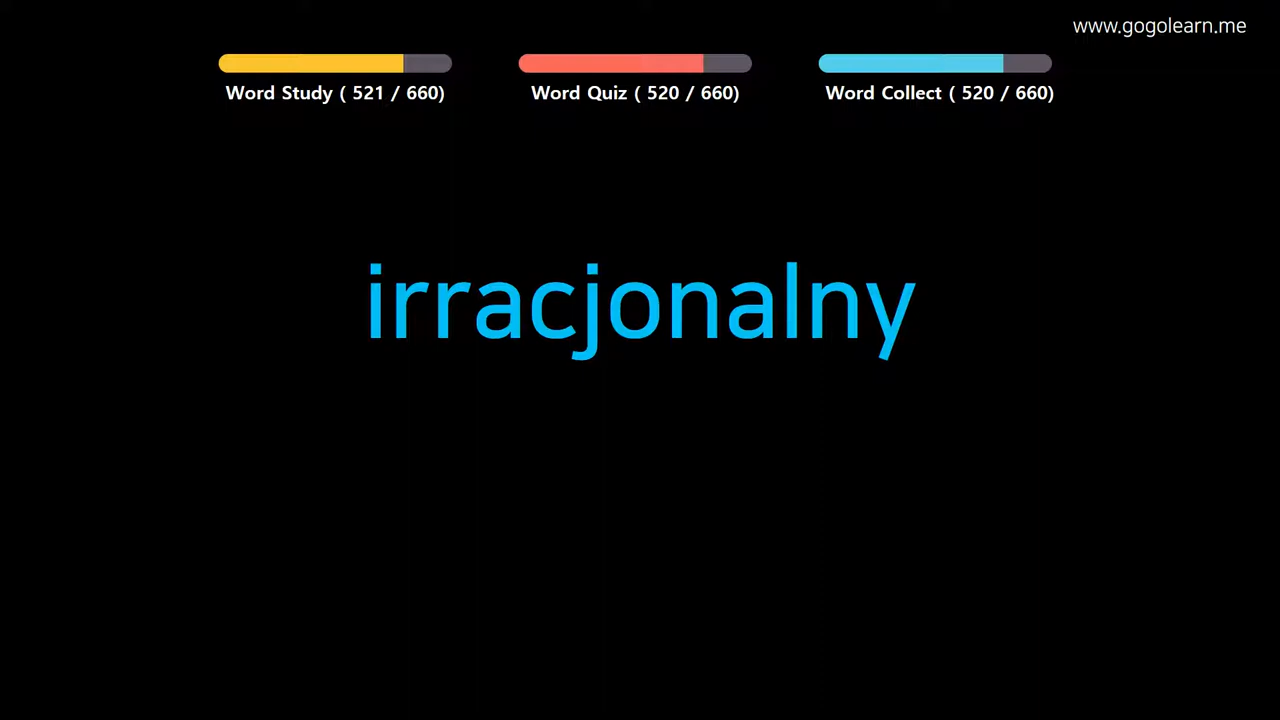 www.gogolearn.me
Word Study ( 521 / 660)
Word Quiz ( 520 / 660)
Word Collect ( 520 / 660)
irracjonalny